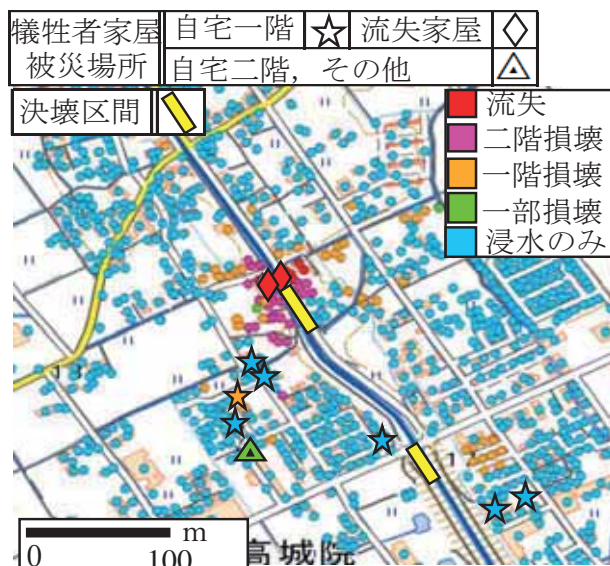 犠牲者家屋
被災場所
自宅一階
流失家屋
自宅二階，その他
決壊区間
流失
二階損壊
一階損壊
一部損壊
浸水のみ
13
m
0 100
高城院